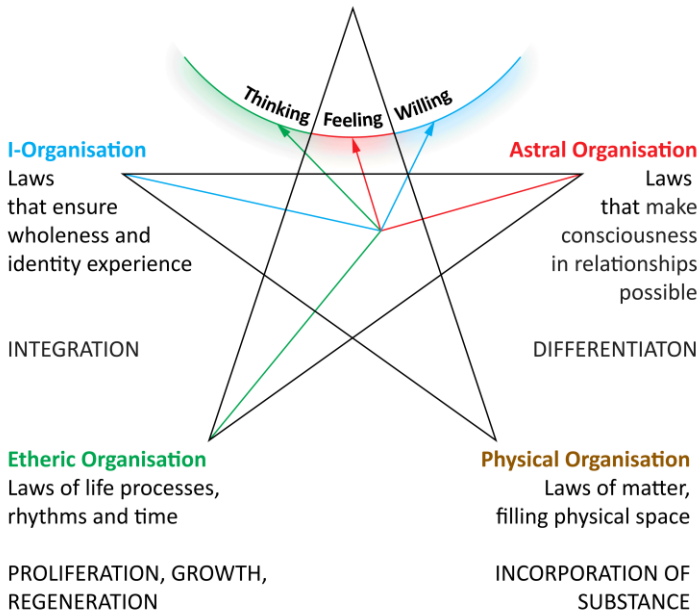 Thinking Feeling Willing
I-Organisation
Laws
that ensure
wholeness and
identity experience
INTEGRATION
Astral Organisation
Laws
that make
consciousness
in relationships
possible
DIFFERENTIATON
Etheric Organisation
Laws of life processes,
rhythms and time
PROLIFERATION, GROWTH,
REGENERATION
Physical Organisation
Laws of matter,
filling physical space
INCORPORATION OF
SUBSTANCE